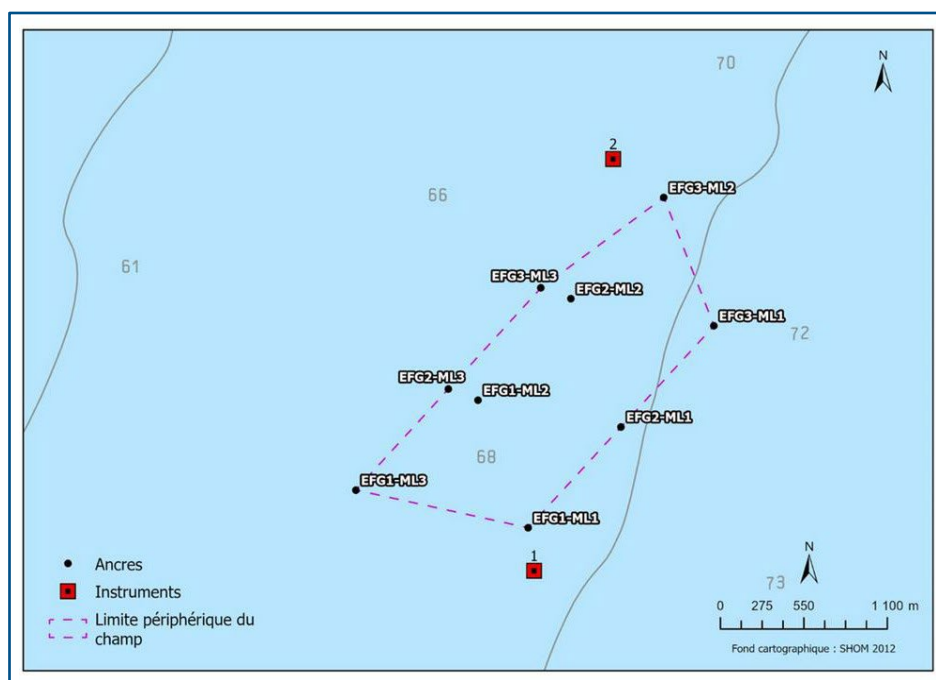 70
N
2
EFG3-ML2
66
61
EFG3-ML3
EFG2-ML2
EFG3-ML1
72
EFG2-ML3
EFG1-ML2
EFG2-ML1
68
EFG1-ML3
EFG1-ML1
1
N
73
Ancres
Instruments
Limite périphérique du
champ
0 275 550 1 100 m
Fond cartographique : SHOM 2012